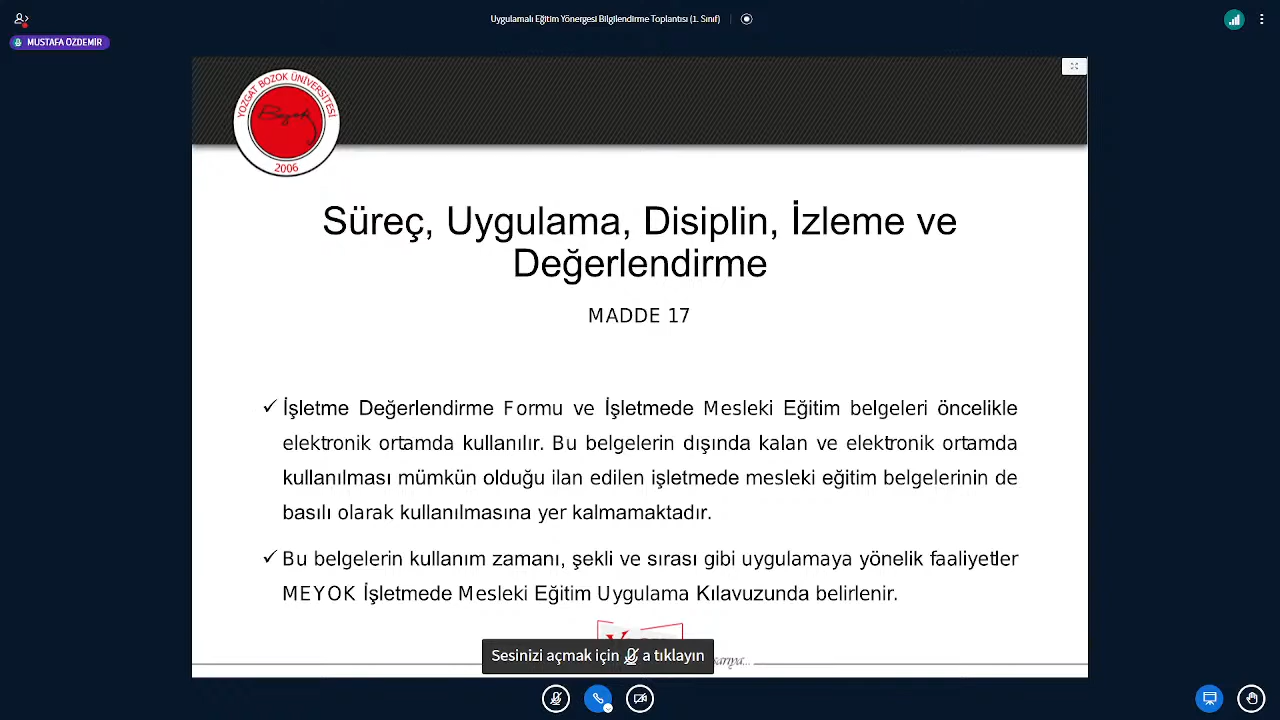 Uygulamalı Eğitim Yönergesi Bilgilendirme Toplantısı (1. Sınıf)
MUSTAFA OZDEMIR
YOZGAT BOZOK ÜNİVERSİTESİ
Bozok
2006
Süreç, Uygulama, Disiplin, İzleme ve
Değerlendirme
MADDE 17
✓ İşletme Değerlendirme Formu ve İşletmede Mesleki Eğitim belgeleri öncelikle
elektronik ortamda kullanılır. Bu belgelerin dışında kalan ve elektronik ortamda
kullanılması mümkün olduğu ilan edilen işletmede mesleki eğitim belgelerinin de
basılı olarak kullanılmasına yer kalmamaktadır.
✓ Bu belgelerin kullanım zamanı, şekli ve sırası gibi uygulamaya yönelik faaliyetler
MEYOK İşletmede Mesleki Eğitim Uygulama Kılavuzunda belirlenir.
Sesinizi açmak için a tıklayın